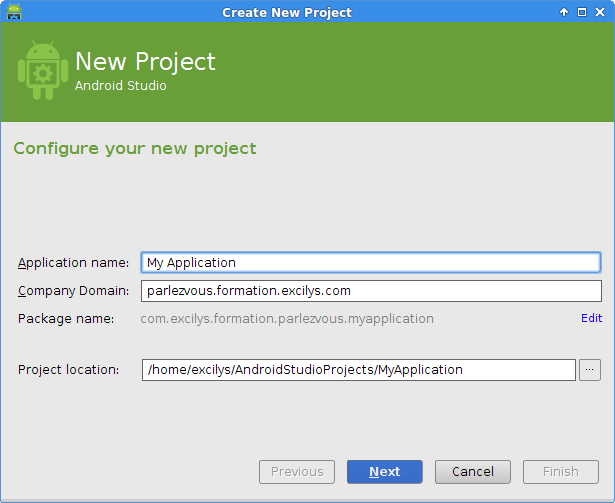 Create New Project
New Project
Android Studio
Configure your new project
Application name: My Application
Company Domain: parlezvous.formation.excilys.com
Package name: com.excilys.formation.parlezvous.myapplication Edit
Project location: /home/excilys/AndroidStudioProjects/MyApplication ...
Previous Next Cancel Finish